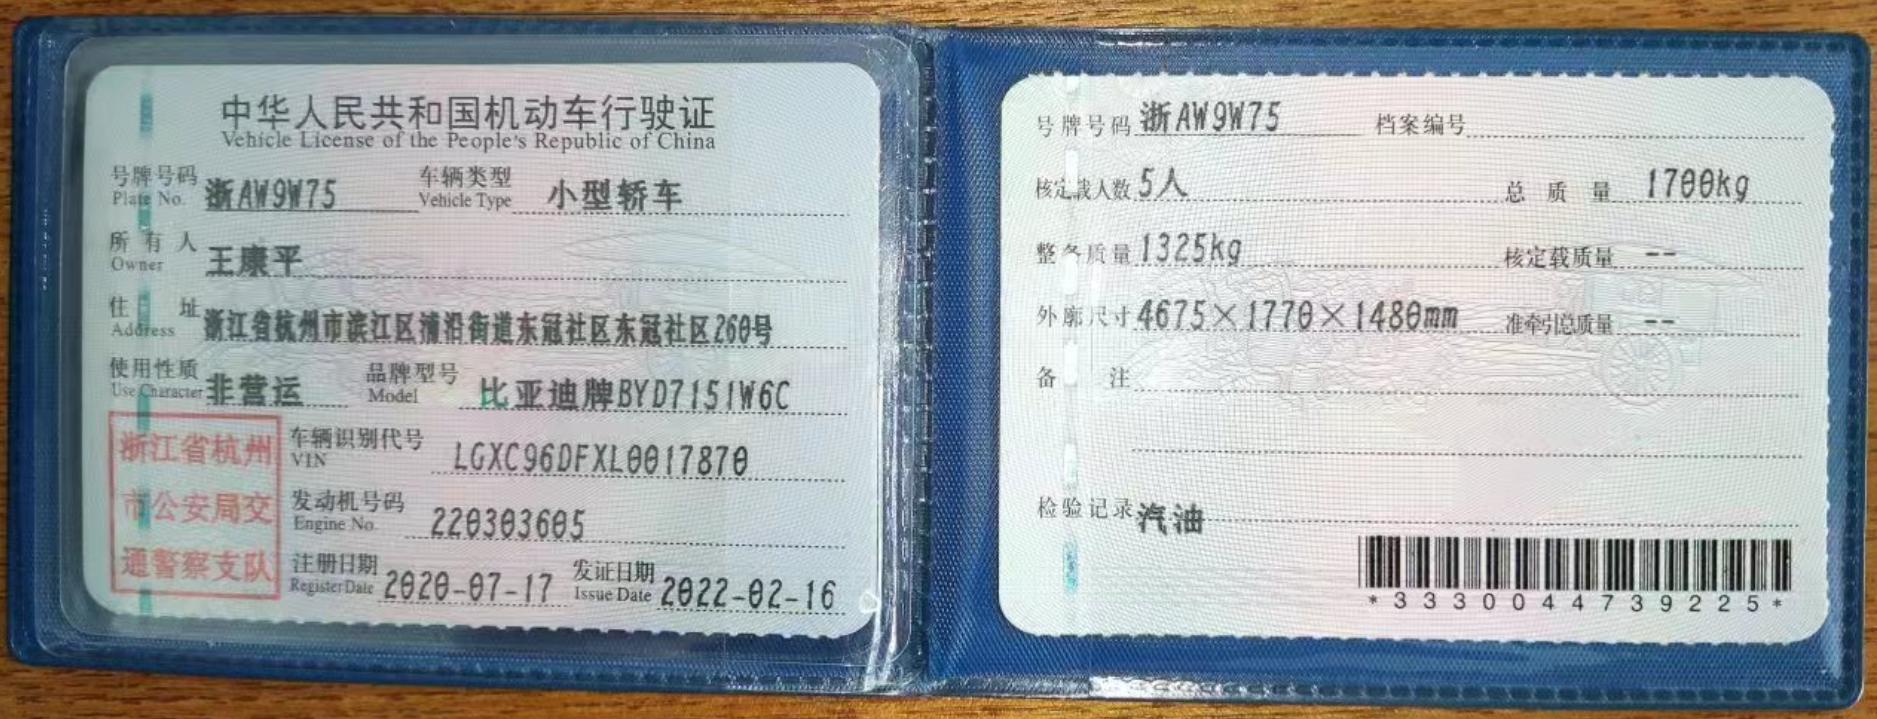 中华人民共和国机动车行驶证
Vehicle License of the People's Republic of China
号牌号码 浙AW9W75 车辆类型 小型轿车
Plate No. Vehicle Type
所有人 王康平
Owner
住址 浙江省杭州市滨江区浦沿街道东冠社区东冠社区260号
Address
使用性质 非营运 品牌型号 比亚迪牌BYD7151W6C
Use Character Model
浙江省杭州
市公安局交
通警察支队
车辆识别代号 LGXC96DFXL0017870
VIN
发动机号码 220303605
Engine No.
注册日期 2020-07-17 发证日期 2022-02-16
Register Date Issue Date
号牌号码 浙AW9W75 档案编号
核定载人数 5人 总质量 1700kg
整备质量 1325kg 核定载质量 --
外廓尺寸 4675×1770×1480mm 准牵引总质量 --
备注
检验记录 汽油
*3330044739225*